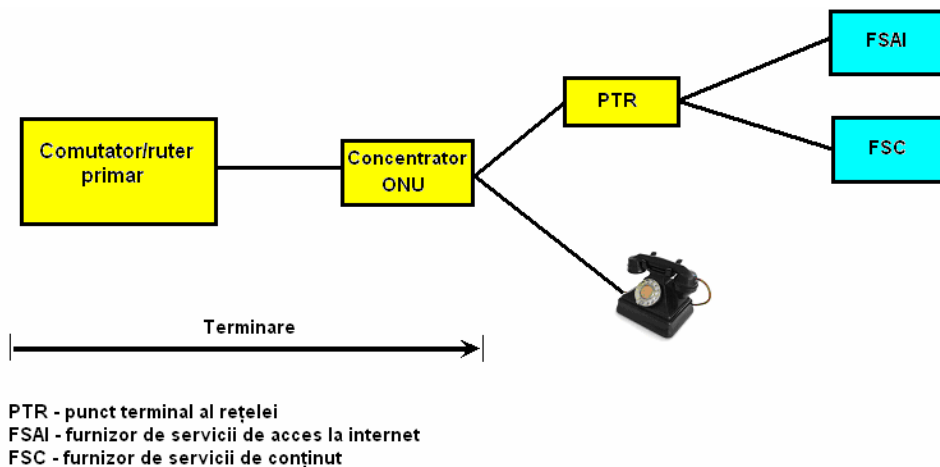 FSAI
PTR
Comutator/ruter
primar
Concentrator
ONU
FSC
Terminare
PTR - punct terminal al rețelei
FSAI - furnizor de servicii de acces la internet
FSC - furnizor de servicii de conținut